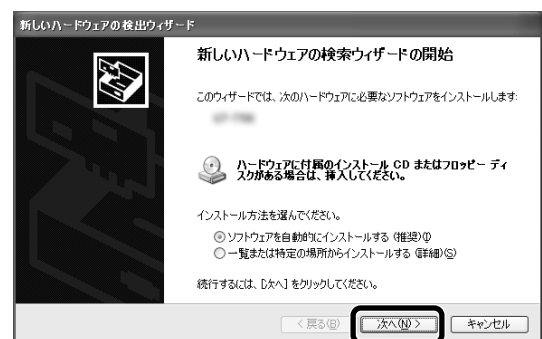 新しいハードウェアの検出ウィザード
新しいハードウェアの検索ウィザードの開始
このウィザードでは、次のハードウェアに必要なソフトウェアをインストールします:
ハードウェアに付属のインストール CD またはフロッピー ディ
スクがある場合は、挿入してください。
インストール方法を選んでください。
ソフトウェアを自動的にインストールする (推奨)(I)
一覧または特定の場所からインストールする (詳細)(S)
続行するには、[次へ] をクリックしてください。
< 戻る(B)
次へ(N) >
キャンセル